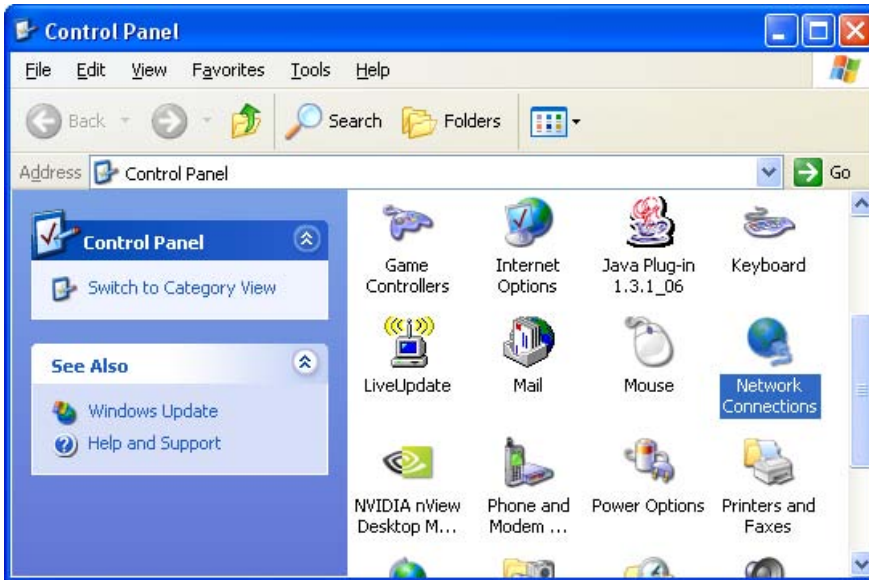 Control Panel
File Edit View Favorites Tools Help
Back Search Folders
Address Control Panel Go
Control Panel
Switch to Category View
See Also
Windows Update
Help and Support
Game Controllers
Internet Options
Java Plug-in 1.3.1_06
Keyboard
LiveUpdate
Mail
Mouse
Network Connections
NVIDIA nView Desktop M...
Phone and Modem ...
Power Options
Printers and Faxes